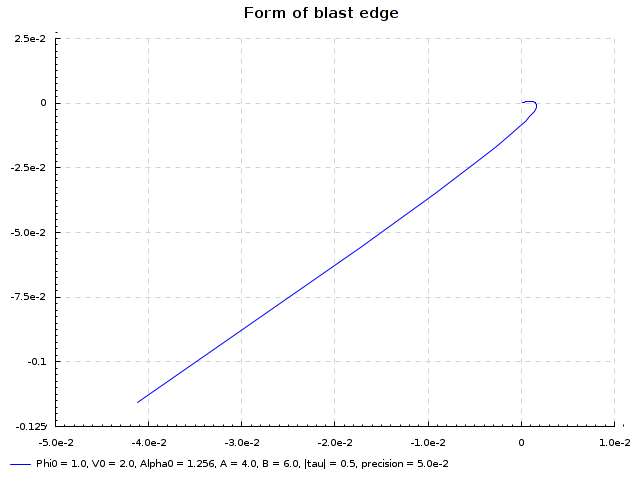 Form of blast edge
2.5e-2
0
-2.5e-2
-5.0e-2
-7.5e-2
-0.1
-0.125
-5.0e-2 -4.0e-2 -3.0e-2 -2.0e-2 -1.0e-2 0 1.0e-2
Phi0 = 1.0, V0 = 2.0, Alpha0 = 1.256, A = 4.0, B = 6.0, |tau| = 0.5, precision = 5.0e-2